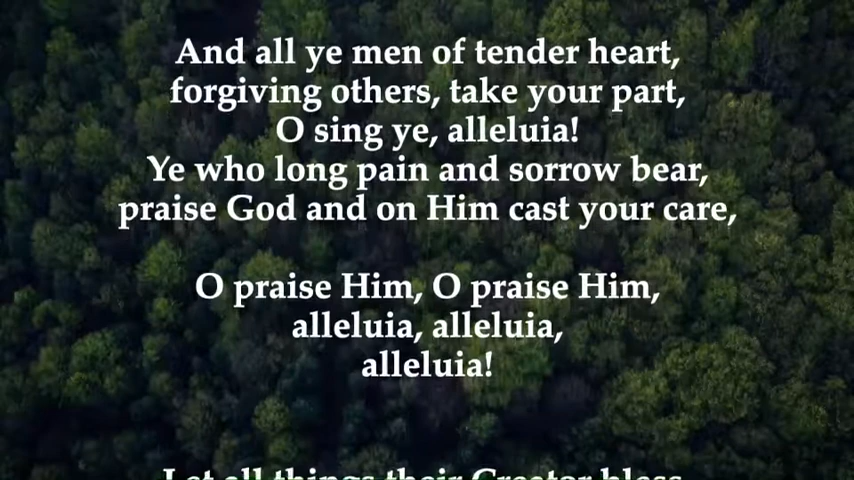 And all ye men of tender heart,
forgiving others, take your part,
O sing ye, alleluia!
Ye who long pain and sorrow bear,
praise God and on Him cast your care,
O praise Him, O praise Him,
alleluia, alleluia,
alleluia!
Let all things their Creator bless